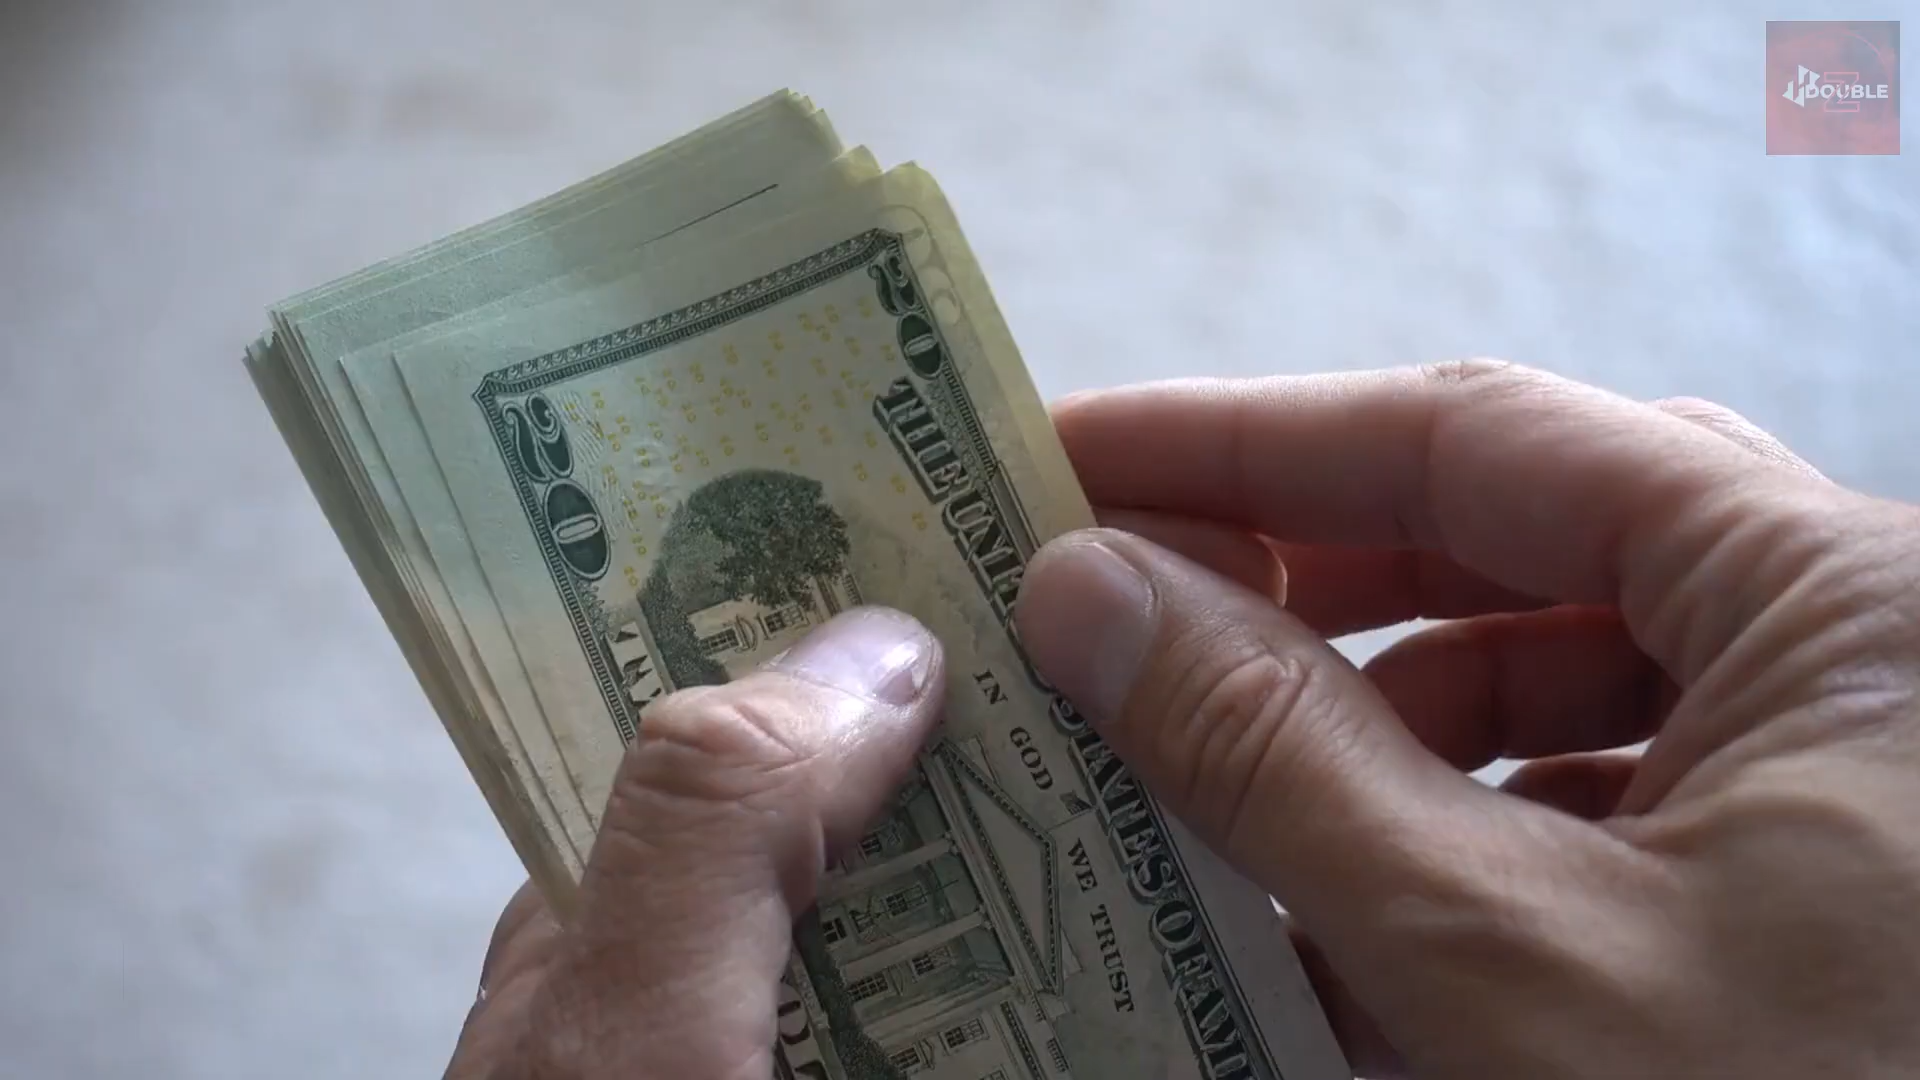 DOUBLE
20
20
THE UNITED STATES OF AM
IN GOD WE TRUST